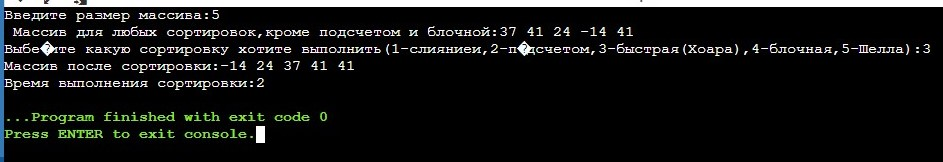 Введите размер массива:5
Массив для любых сортировок,кроме подсчетом и блочной:37 41 24 -14 41
Выбе�ите какую сортировку хотите выполнить(1-слияниеи,2-п�дсчетом,3-быстрая(Хоара),4-блочная,5-Шелла):3
Массив после сортировки:-14 24 37 41 41
Время выполнения сортировки:2
...Program finished with exit code 0
Press ENTER to exit console.